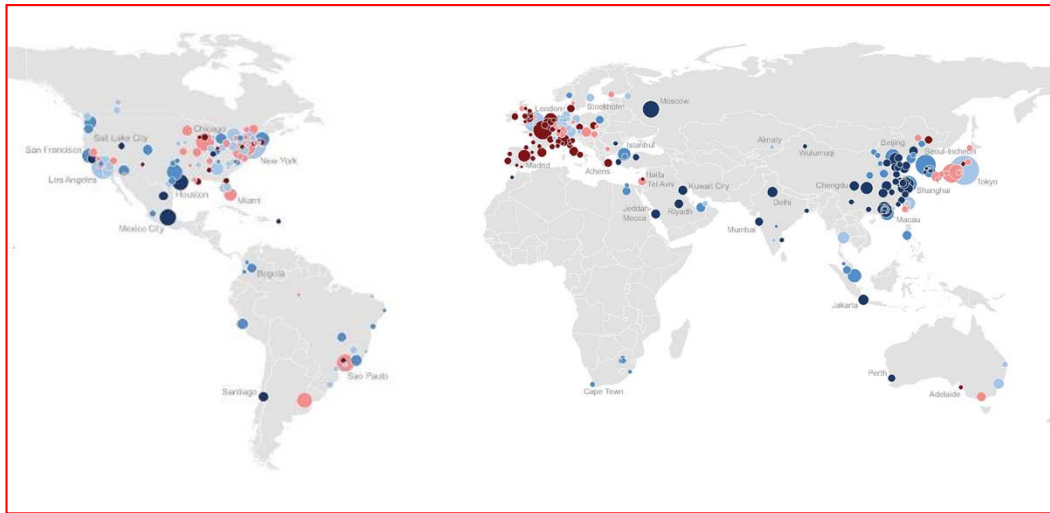 London
Stockholm
Moscow
Chicago
Salt Lake City
San Francisco
New York
Los Angeles
Houston
Miami
Mexico City
Madrid
Istanbul
Athens
Almaty
Wulumuqi
Beijing
Seoul-Incheon
Tokyo
Haifa
Tel Aviv
Kuwait City
Chengdu
Shanghai
Jeddah-
Mecca
Riyadh
Delhi
Macau
Mumbai
Bogota
Jakarta
Sao Paulo
Santiago
Cape Town
Perth
Adelaide